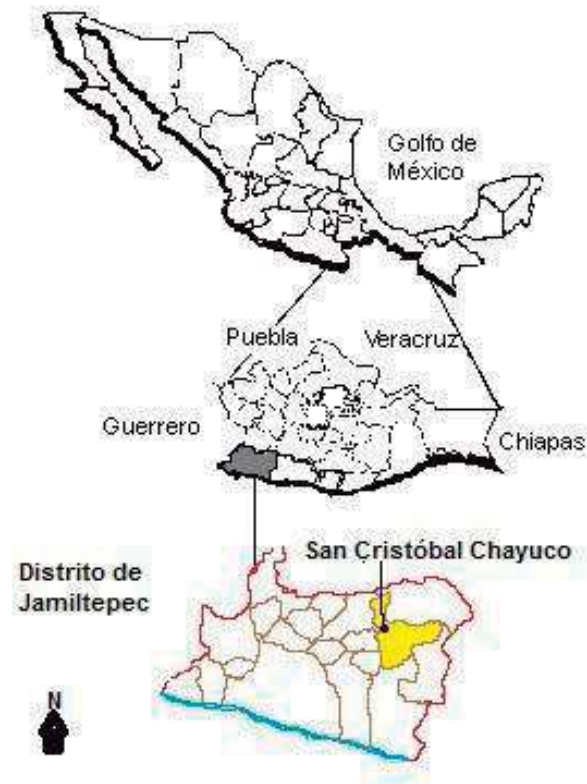 Golfo de
México
Puebla
Veracruz
Guerrero
Chiapas
San Cristóbal Chayuco
Distrito de
Jamiltepec
N